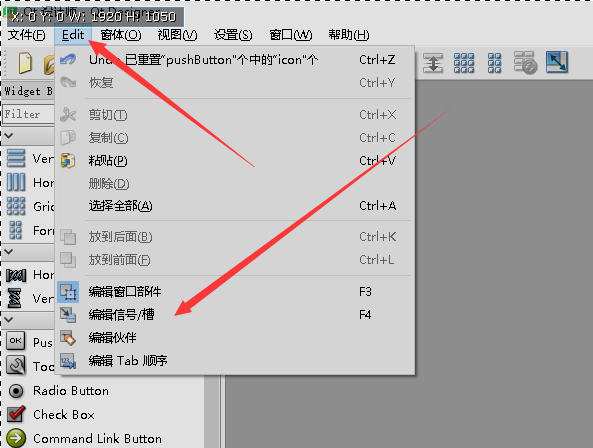 X: 0 Y: 0 W: 1920 H: 1050
文件(F) Edit 窗体(O) 视图(V) 设置(S) 窗口(W) 帮助(H)
Undo 已重置“pushButton”个中的“icon”个 Ctrl+Z
恢复 Ctrl+Y
Widget B
Filter
剪切(T) Ctrl+X
复制(C) Ctrl+C
粘贴(P) Ctrl+V
删除(D)
选择全部(A) Ctrl+A
放到后面(B) Ctrl+K
放到前面(F) Ctrl+L
编辑窗口部件 F3
编辑信号/槽 F4
编辑伙伴
编辑 Tab 顺序
Vert
Hor
Grid
Form
Hor
Vert
OK Pus
Too
Radio Button
Check Box
Command Link Button